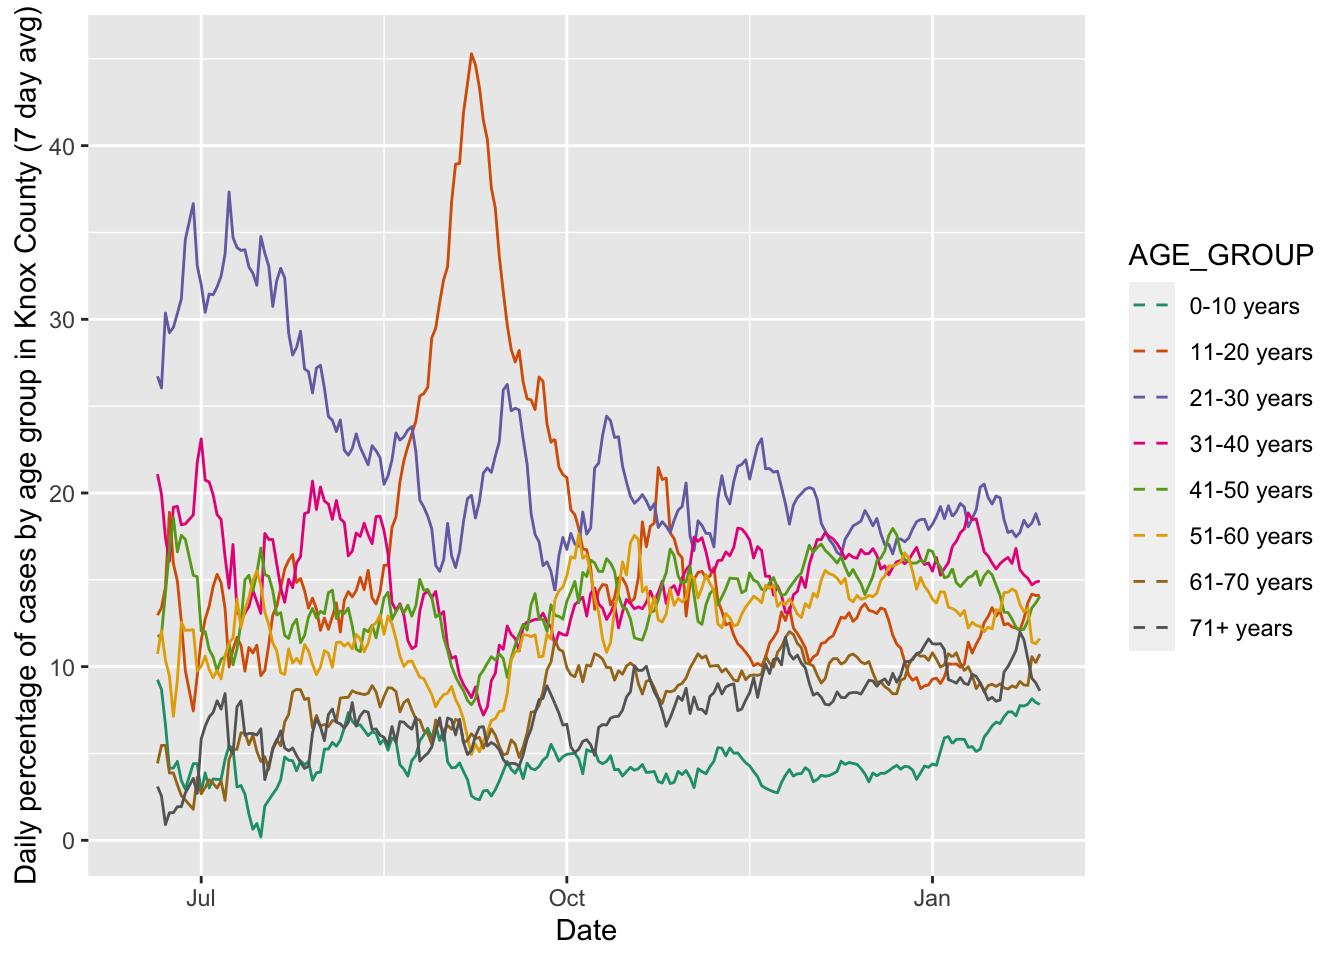 Daily percentage of cases by age group in Knox County (7 day avg)
40
30
20
10
0
Jul
Oct
Jan
Date
AGE_GROUP
0-10 years
11-20 years
21-30 years
31-40 years
41-50 years
51-60 years
61-70 years
71+ years